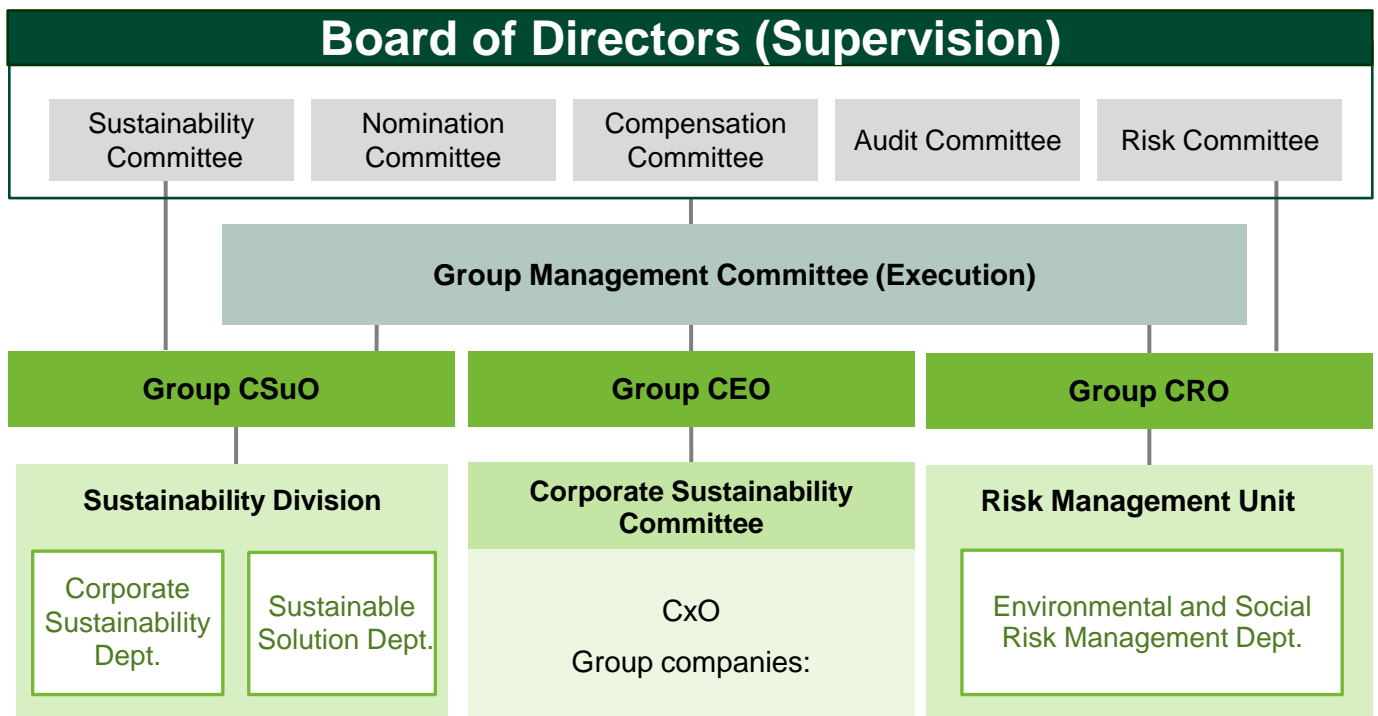 Board of Directors (Supervision)
Sustainability
Committee
Nomination
Committee
Compensation
Committee
Audit Committee
Risk Committee
Group Management Committee (Execution)
Group CSuO
Group CEO
Group CRO
Sustainability Division
Corporate
Sustainability
Dept.
Sustainable
Solution Dept.
Corporate Sustainability
Committee
CxO
Group companies:
Risk Management Unit
Environmental and Social
Risk Management Dept.